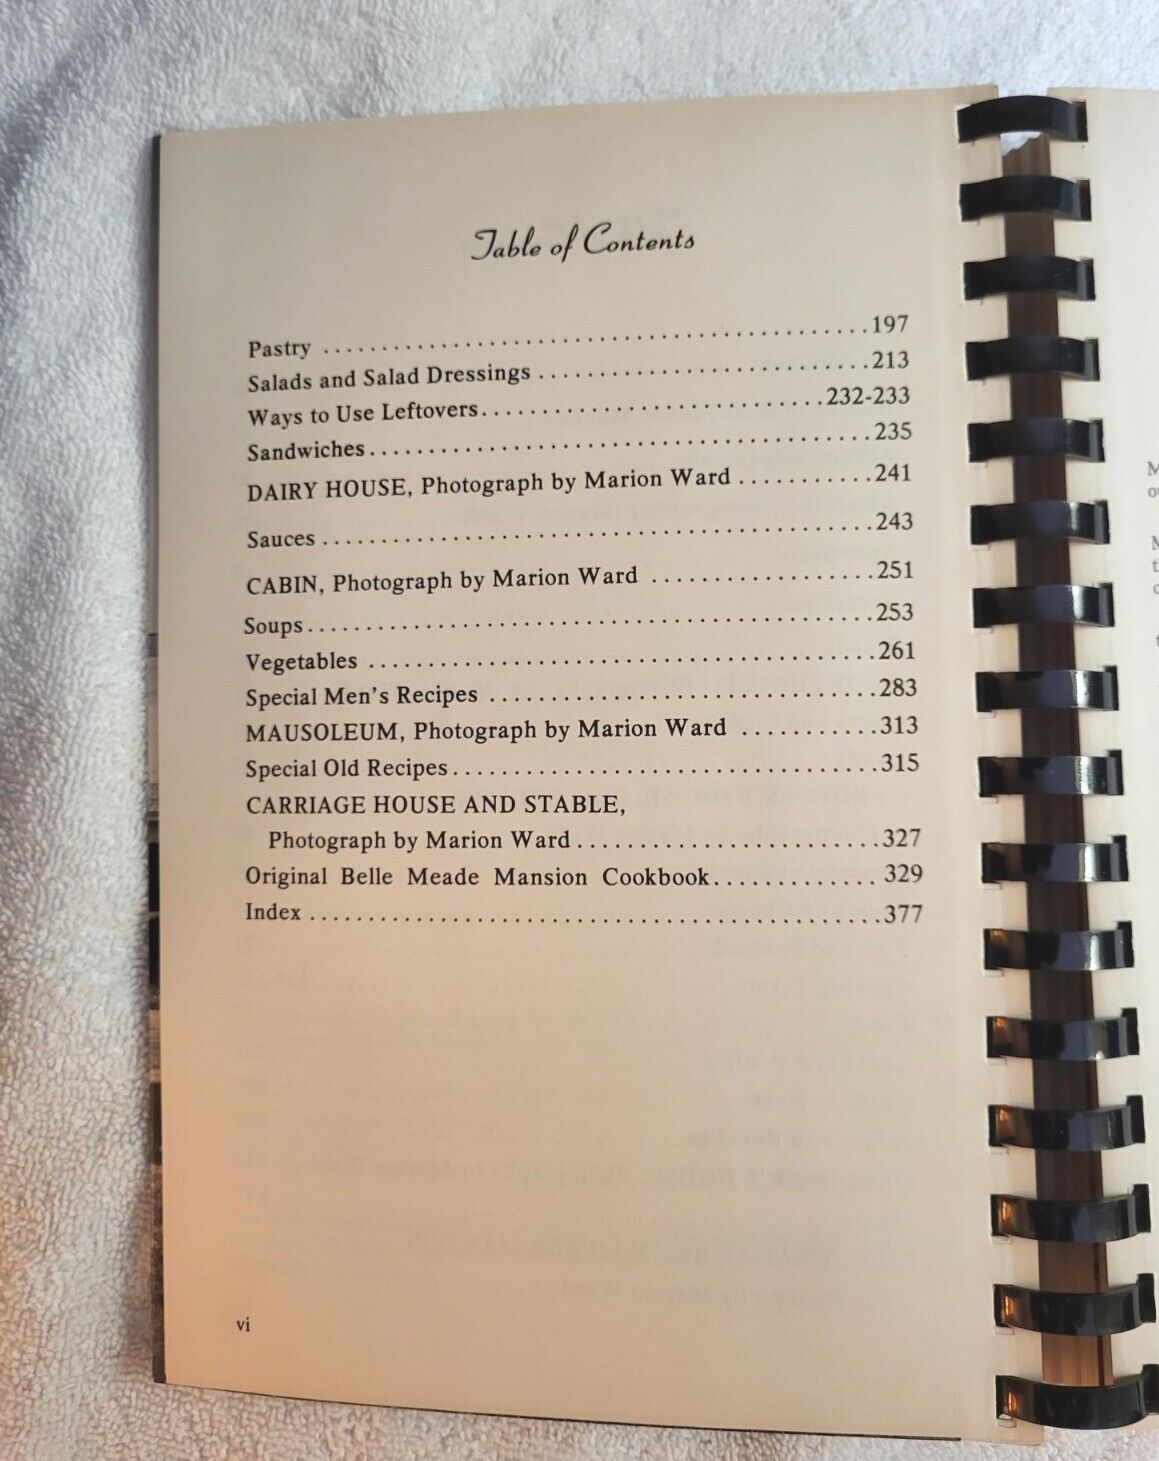 Table of Contents
Pastry ............................................197
Salads and Salad Dressings ............................213
Ways to Use Leftovers.............................232-233
Sandwiches...........................................235
DAIRY HOUSE, Photograph by Marion Ward ...........241
Sauces ...............................................243
CABIN, Photograph by Marion Ward ...................251
Soups.................................................253
Vegetables ...........................................261
Special Men's Recipes .................................283
MAUSOLEUM, Photograph by Marion Ward ............313
Special Old Recipes....................................315
CARRIAGE HOUSE AND STABLE,
Photograph by Marion Ward..........................327
Original Belle Meade Mansion Cookbook.............. 329
Index .................................................377
vi